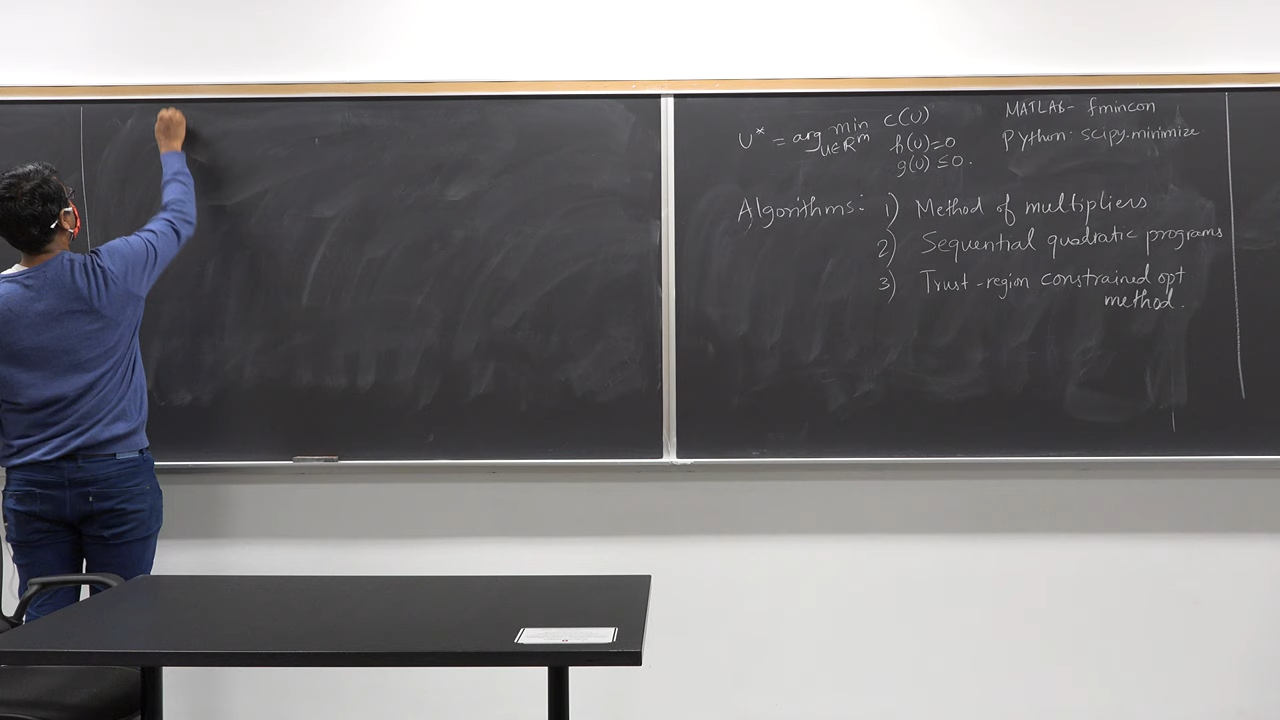 U* = arg min C(U)
U∈R^m h(U)=0
g(U) ≤0.
MATLAB- fmincon
Python: scipy.minimize
Algorithms: 1) Method of multipliers
2) Sequential quadratic programs
3) Trust-region constrained opt
method.